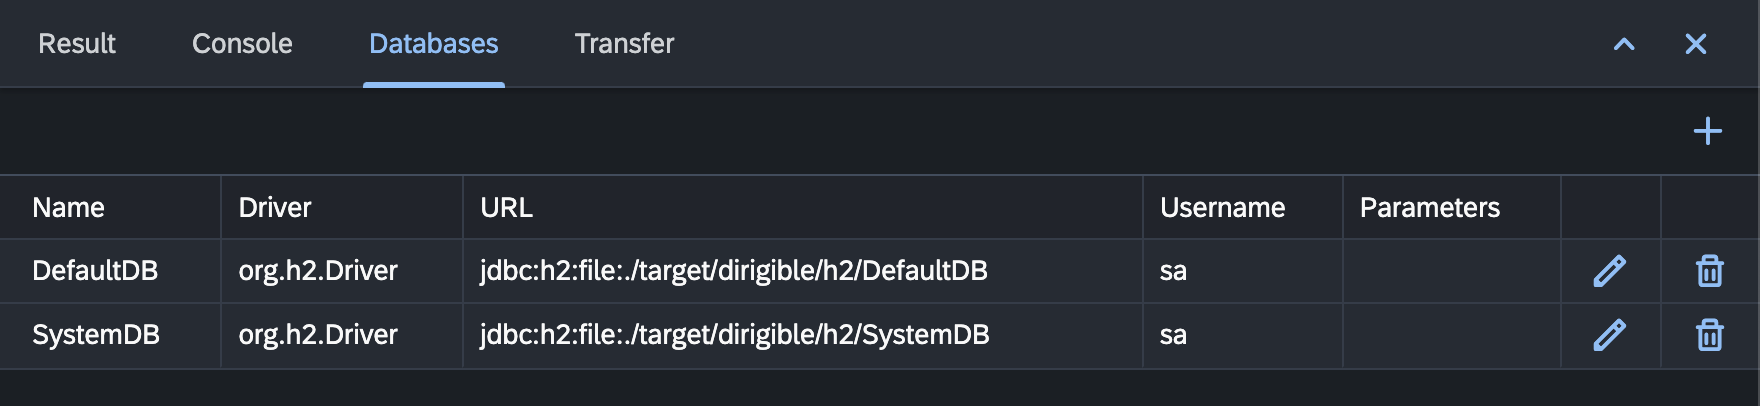 Result Console Databases Transfer
Name Driver URL Username Parameters
DefaultDB org.h2.Driver jdbc:h2:file:./target/dirigible/h2/DefaultDB sa
SystemDB org.h2.Driver jdbc:h2:file:./target/dirigible/h2/SystemDB sa